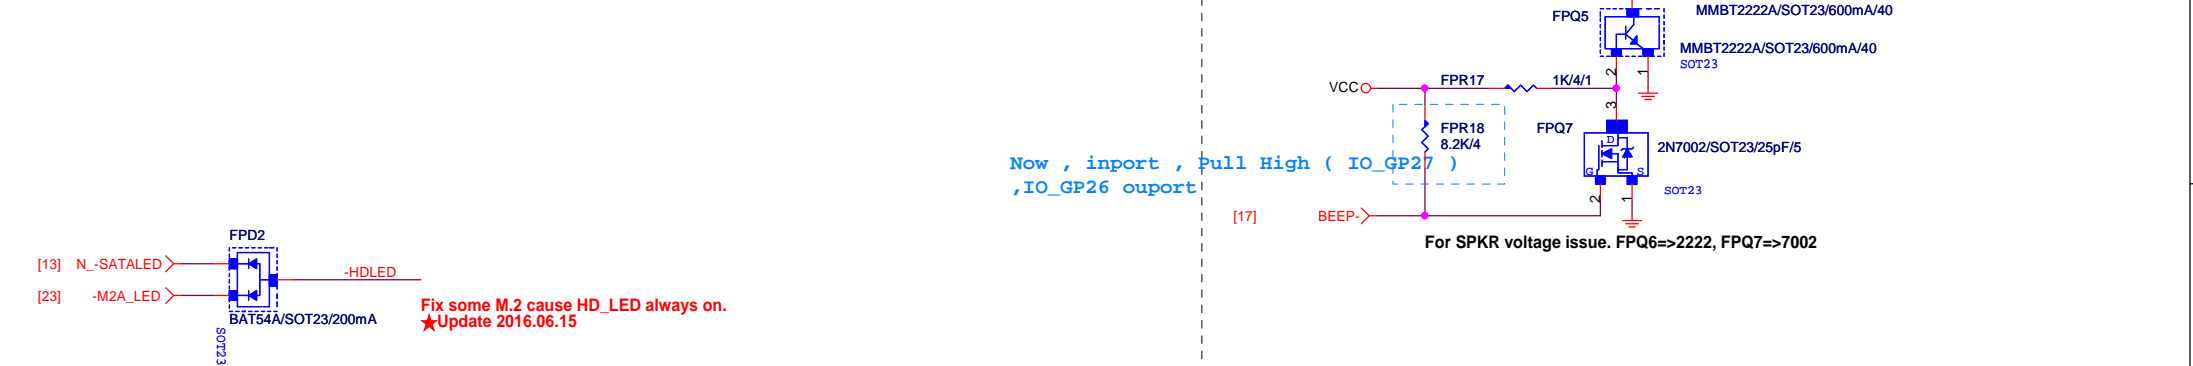 FPQ5
MMBT2222A/SOT23/600mA/40
MMBT2222A/SOT23/600mA/40
SOT23
2
1
VCC
FPR17
1K/4/1
3
FPR18
8.2K/4
FPQ7
D
G
S
2N7002/SOT23/25pF/5
SOT23
2
1
Now , inport , Pull High ( IO_GP27 )
,IO_GP26 ouport
[17] BEEP-
For SPKR voltage issue. FPQ6=>2222, FPQ7=>7002
FPD2
[13] N_-SATALED
-HDLED
[23] -M2A_LED
BAT54A/SOT23/200mA
SOT23
Fix some M.2 cause HD_LED always on.
★Update 2016.06.15